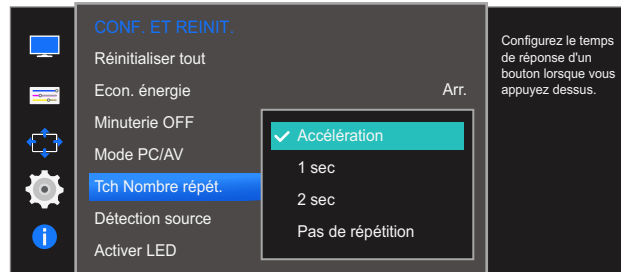 CONF. ET REINIT.
Réinitialiser tout
Econ. énergie Arr.
Minuterie OFF
Mode PC/AV
Tch Nombre répét.
Détection source
Activer LED
Accélération
1 sec
2 sec
Pas de répétition
Configurez le temps
de réponse d'un
bouton lorsque vous
appuyez dessus.